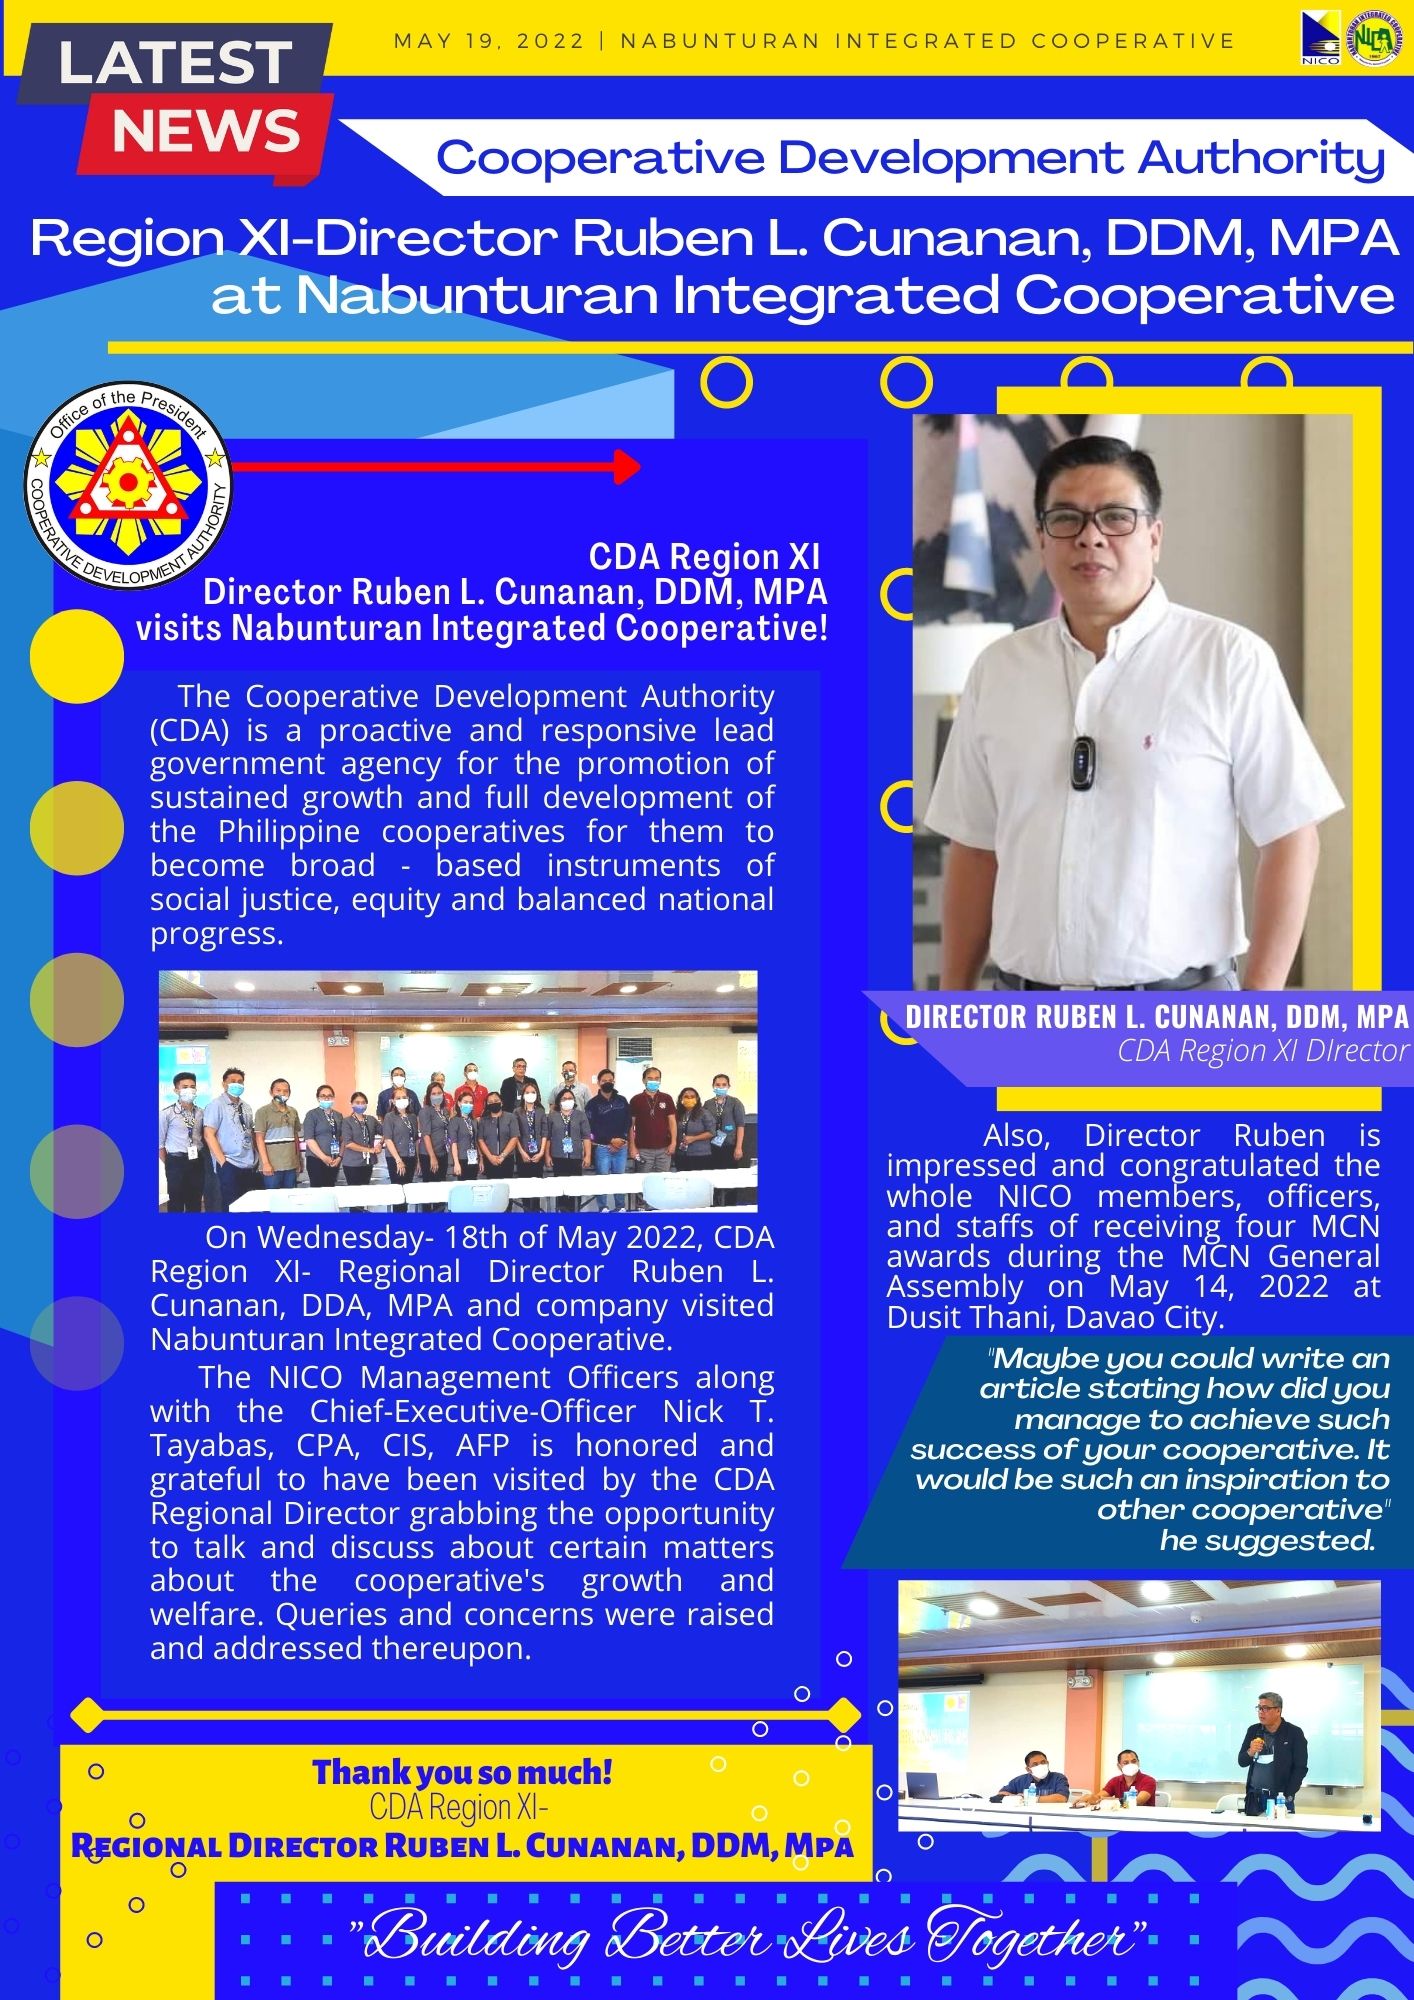 MAY 19, 2022 | NABUNTURAN INTEGRATED COOPERATIVE
NICO
LATEST
NEWS
Cooperative Development Authority
Region XI-Director Ruben L. Cunanan, DDM, MPA
at Nabunturan Integrated Cooperative
Office of the President
COOPERATIVE DEVELOPMENT AUTHORITY
CDA Region XI
Director Ruben L. Cunanan, DDM, MPA
visits Nabunturan Integrated Cooperative!
The Cooperative Development Authority
(CDA) is a proactive and responsive lead
government agency for the promotion of
sustained growth and full development of
the Philippine cooperatives for them to
become broad - based instruments of
social justice, equity and balanced national
progress.
On Wednesday- 18th of May 2022, CDA
Region XI- Regional Director Ruben L.
Cunanan, DDA, MPA and company visited
Nabunturan Integrated Cooperative.
The NICO Management Officers along
with the Chief-Executive-Officer Nick T.
Tayabas, CPA, CIS, AFP is honored and
grateful to have been visited by the CDA
Regional Director grabbing the opportunity
to talk and discuss about certain matters
about the cooperative's growth and
welfare. Queries and concerns were raised
and addressed thereupon.
DIRECTOR RUBEN L. CUNANAN, DDM, MPA
CDA Region XI DIrector
Also, Director Ruben is
impressed and congratulated the
whole NICO members, officers,
and staffs of receiving four MCN
awards during the MCN General
Assembly on May 14, 2022 at
Dusit Thani, Davao City.
"Maybe you could write an
article stating how did you
manage to achieve such
success of your cooperative. It
would be such an inspiration to
other cooperative"
he suggested.
Thank you so much!
CDA Region XI-
REGIONAL DIRECTOR RUBEN L. CUNANAN, DDM, MPA
"Building Better Lives Together"